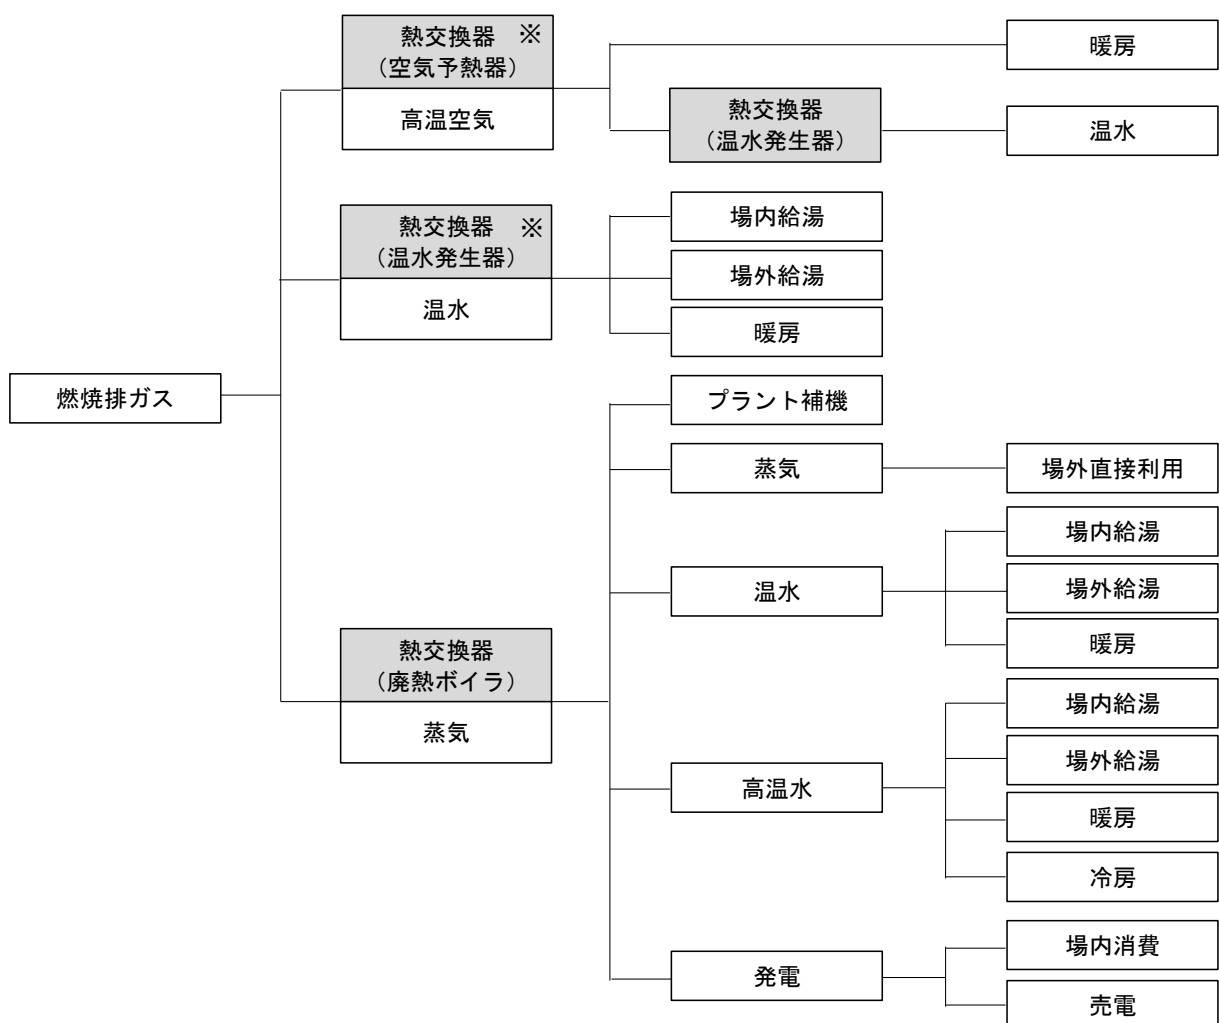 熱交換器 ※
（空気予熱器）
高温空気
暖房
熱交換器
（温水発生器）
温水
熱交換器 ※
（温水発生器）
温水
場内給湯
場外給湯
暖房
燃焼排ガス
熱交換器
（廃熱ボイラ）
蒸気
プラント補機
蒸気
場外直接利用
温水
場内給湯
場外給湯
暖房
高温水
場内給湯
場外給湯
暖房
冷房
発電
場内消費
売電